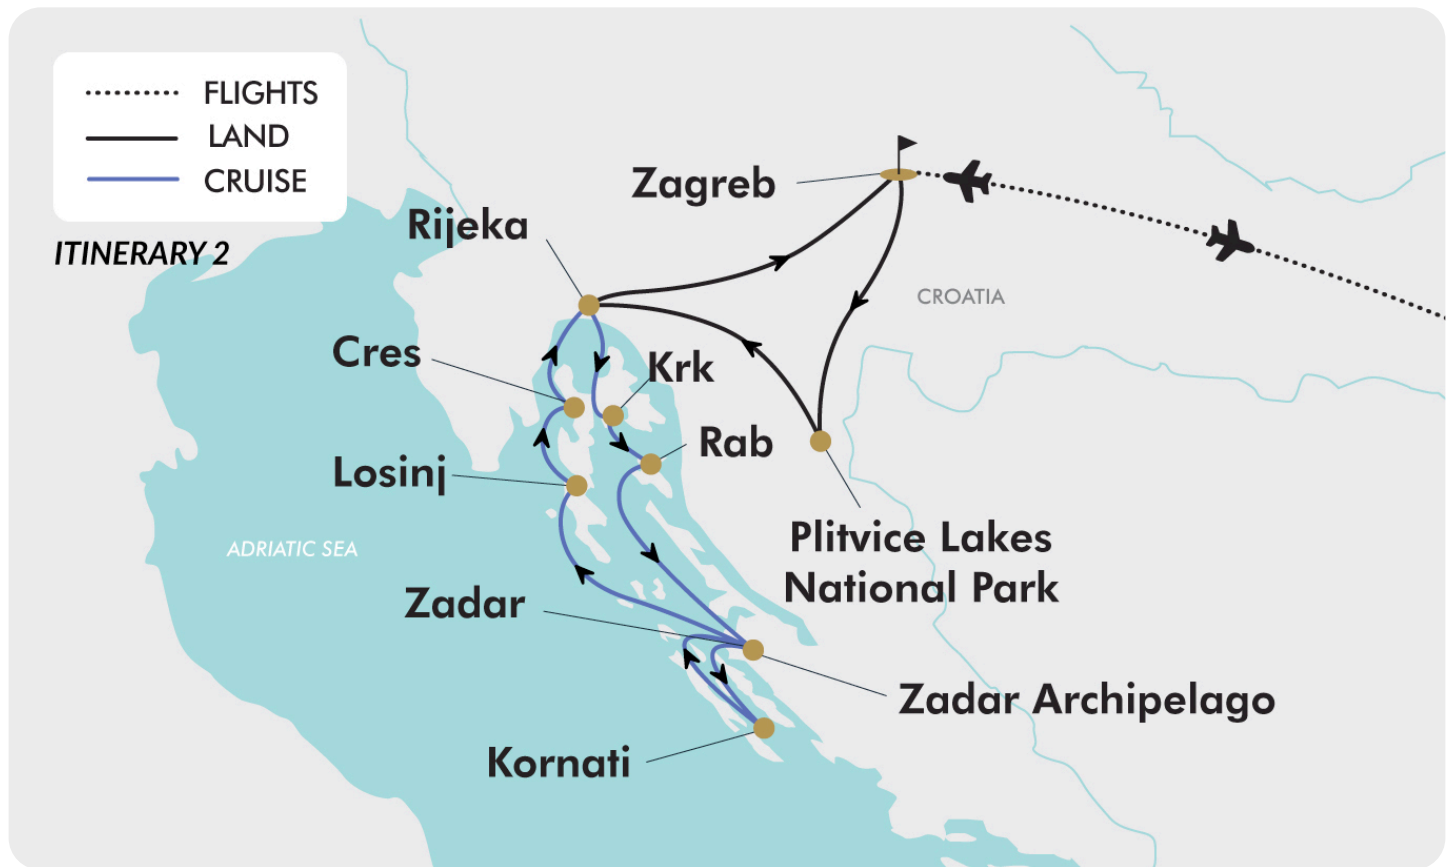 FLIGHTS
LAND
CRUISE
ITINERARY 2
Zagreb
Rijeka
CROATIA
Cres
Krk
Rab
Losinj
Plitvice Lakes
National Park
ADRIATIC SEA
Zadar
Zadar Archipelago
Kornati